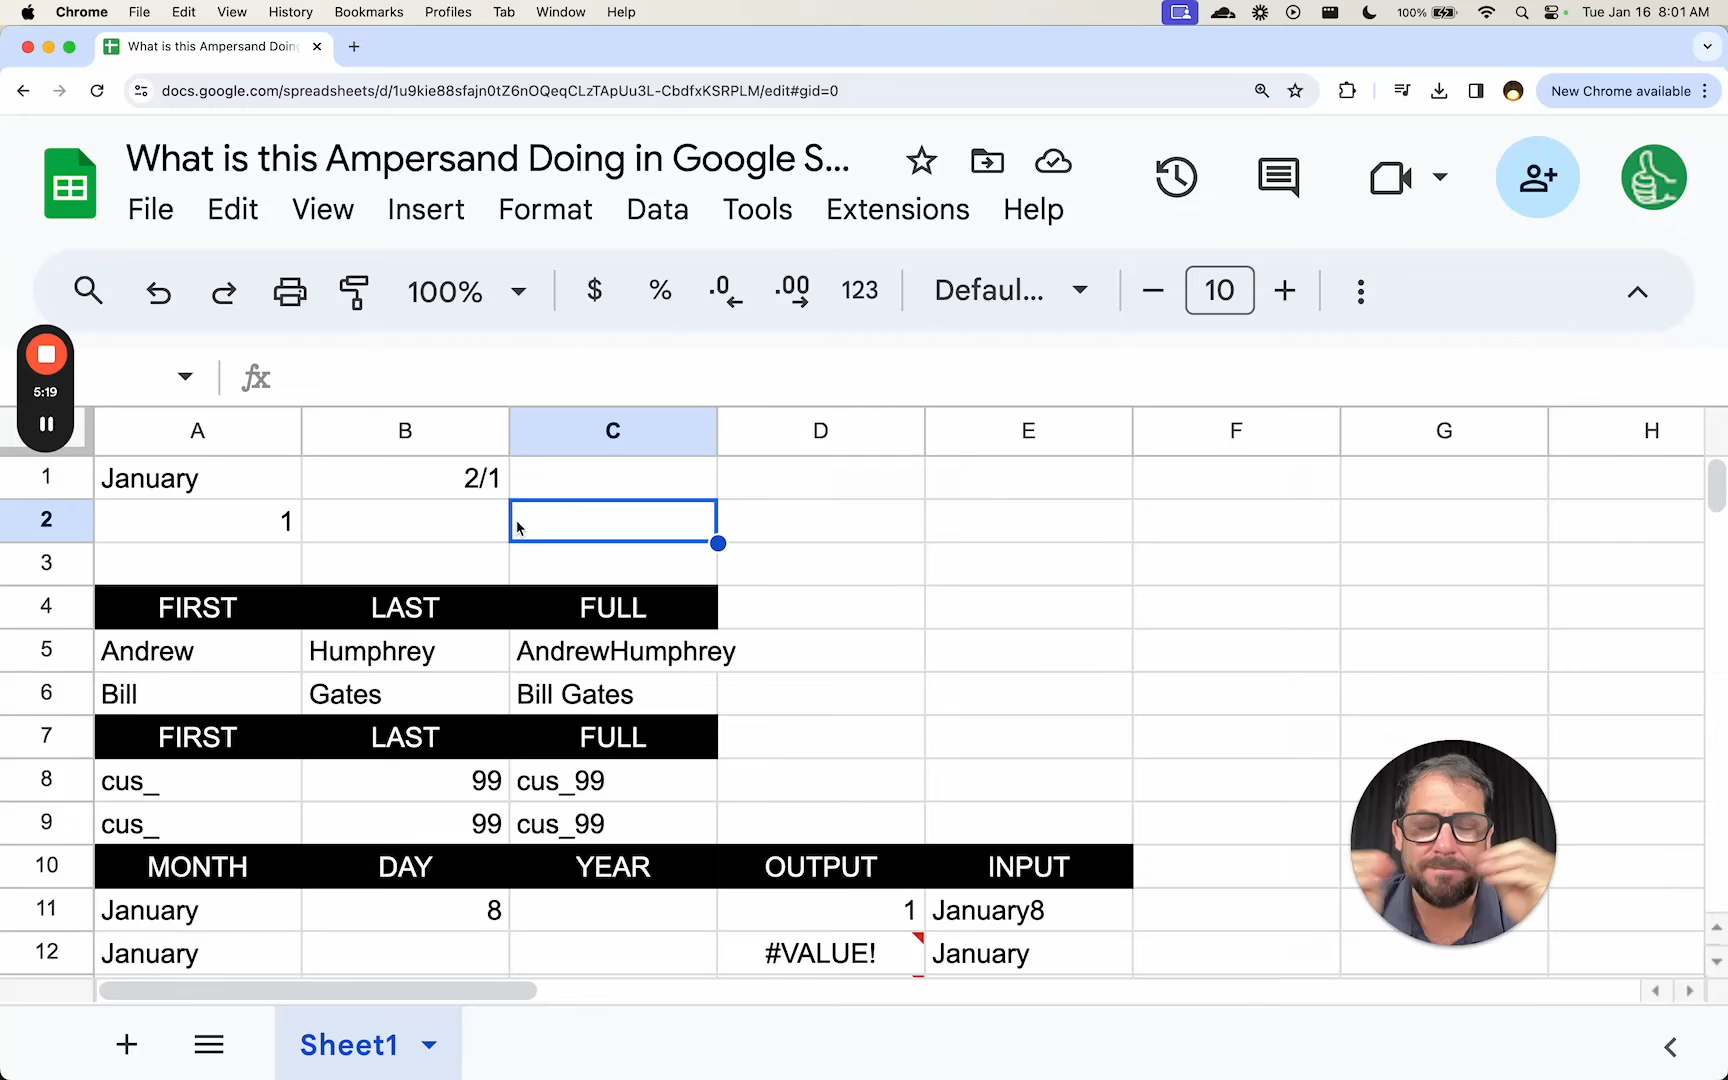 Chrome File Edit View History Bookmarks Profiles Tab Window Help 100% Tue Jan 16 8:01 AM
What is this Ampersand Doin
docs.google.com/spreadsheets/d/1u9kie88sfajn0tZ6nOQeqCLzTApUu3L-CbdfxKSRPLM/edit#gid=0 New Chrome available
What is this Ampersand Doing in Google S...
File Edit View Insert Format Data Tools Extensions Help
100% $ % .0 .00 123 Defaul... 10
fx
5:19
A B C D E F G H
1 January 2/1
2 1
3
4 FIRST LAST FULL
5 Andrew Humphrey AndrewHumphrey
6 Bill Gates Bill Gates
7 FIRST LAST FULL
8 cus_ 99 cus_99
9 cus_ 99 cus_99
10 MONTH DAY YEAR OUTPUT INPUT
11 January 8 1 January8
12 January #VALUE! January
Sheet1